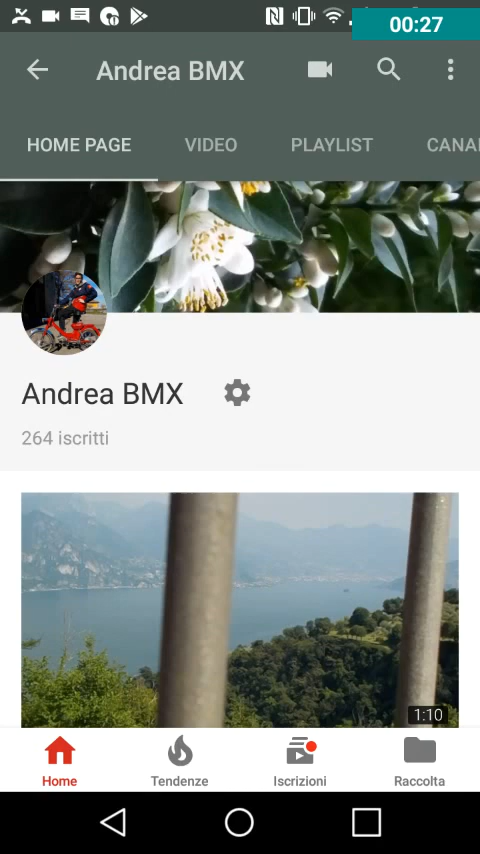 00:27
Andrea BMX
HOME PAGE VIDEO PLAYLIST CANA
Andrea BMX
264 iscritti
1:10
Home Tendenze Iscrizioni Raccolta